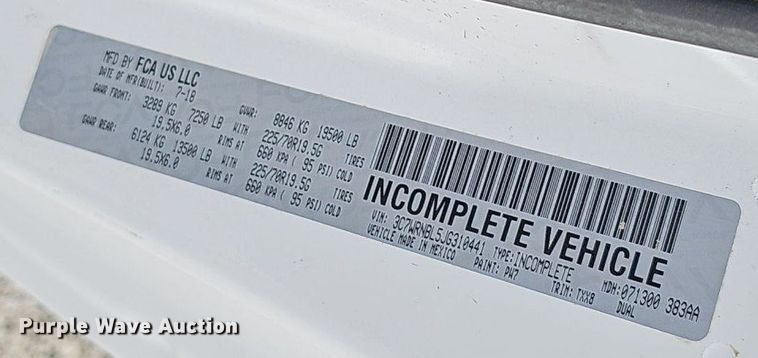 MFD BY FCA US LLC
DATE OF MFR(BUILT): 7-18 GVWR: 8846 KG 19500 LB
GAWR FRONT: 3289 KG 7250 LB WITH 225/70R19.5G TIRES
19.5X6.0 RIMS AT 660 KPA ( 95 PSI) COLD
GAWR REAR: 6124 KG 13500 LB WITH 225/70R19.5G TIRES
19.5X6.0 RIMS AT 660 KPA ( 95 PSI) COLD
INCOMPLETE VEHICLE
VIN: 3C7WRNBL5JG310441 TYPE:INCOMPLETE MDH:071300 383AA
VEHICLE MADE IN MEXICO PAINT: PW7 TRIM: TXX8 DUAL
Purple Wave Auction